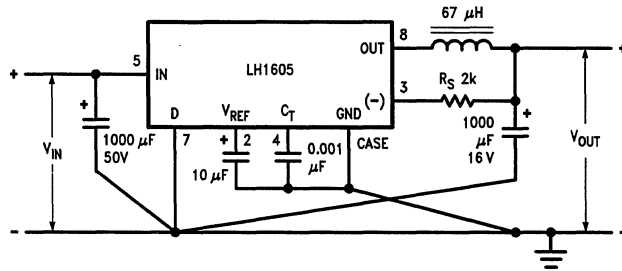 67 μH
8
OUT
5
IN
LH1605
+
+
3
(-)
R_S 2k
D
V_REF
C_T
GND
+
+
7
+
2
4
0.001
μF
CASE
1000
μF
16 V
1000 μF
50V
10 μF
V_IN
V_OUT
-
-